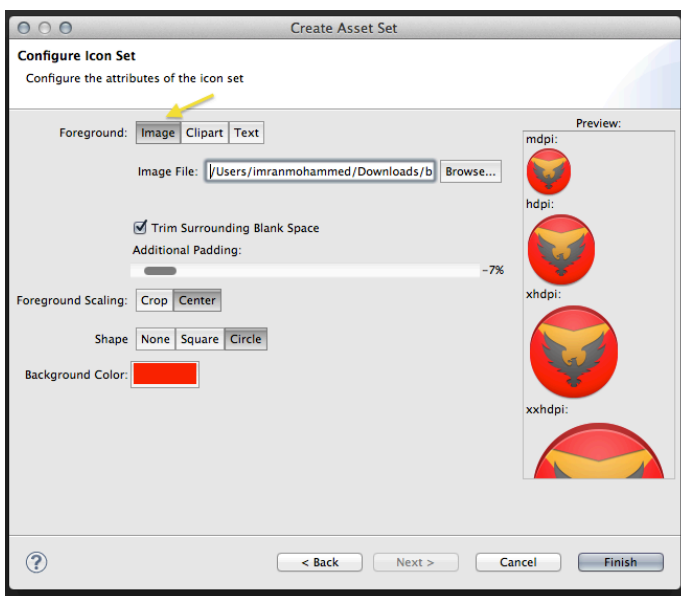 Create Asset Set
Configure Icon Set
Configure the attributes of the icon set
Foreground: Image Clipart Text
Image File: /Users/imranmohammed/Downloads/b Browse...
Trim Surrounding Blank Space
Additional Padding:
-7%
Foreground Scaling: Crop Center
Shape None Square Circle
Background Color:
Preview:
mdpi:
hdpi:
xhdpi:
xxhdpi:
? < Back Next > Cancel Finish